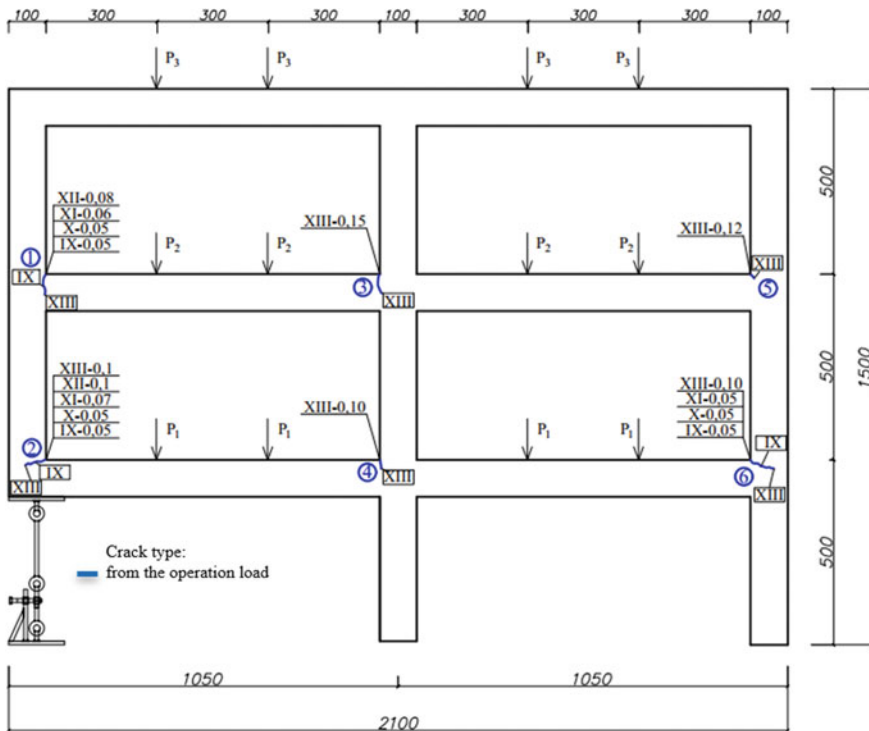 100 300 300 300 100 300 300 300 100
P3 P3 P3 P3
500
XII-0,08
XI-0,06
X-0,05
IX-0,05
XIII-0,15
XIII-0,12
P2 P2 P2 P2
1
IX
XIII
3
XIII
XIII
5
500
1500
XIII-0,1
XII-0,1
XI-0,07
X-0,05
IX-0,05
XIII-0,10
XIII-0,10
XI-0,05
X-0,05
IX-0,05
P1 P1 P1 P1
2
IX
XIII
4
XIII
6
IX
XIII
500
Crack type:
from the operation load
1050 1050
2100